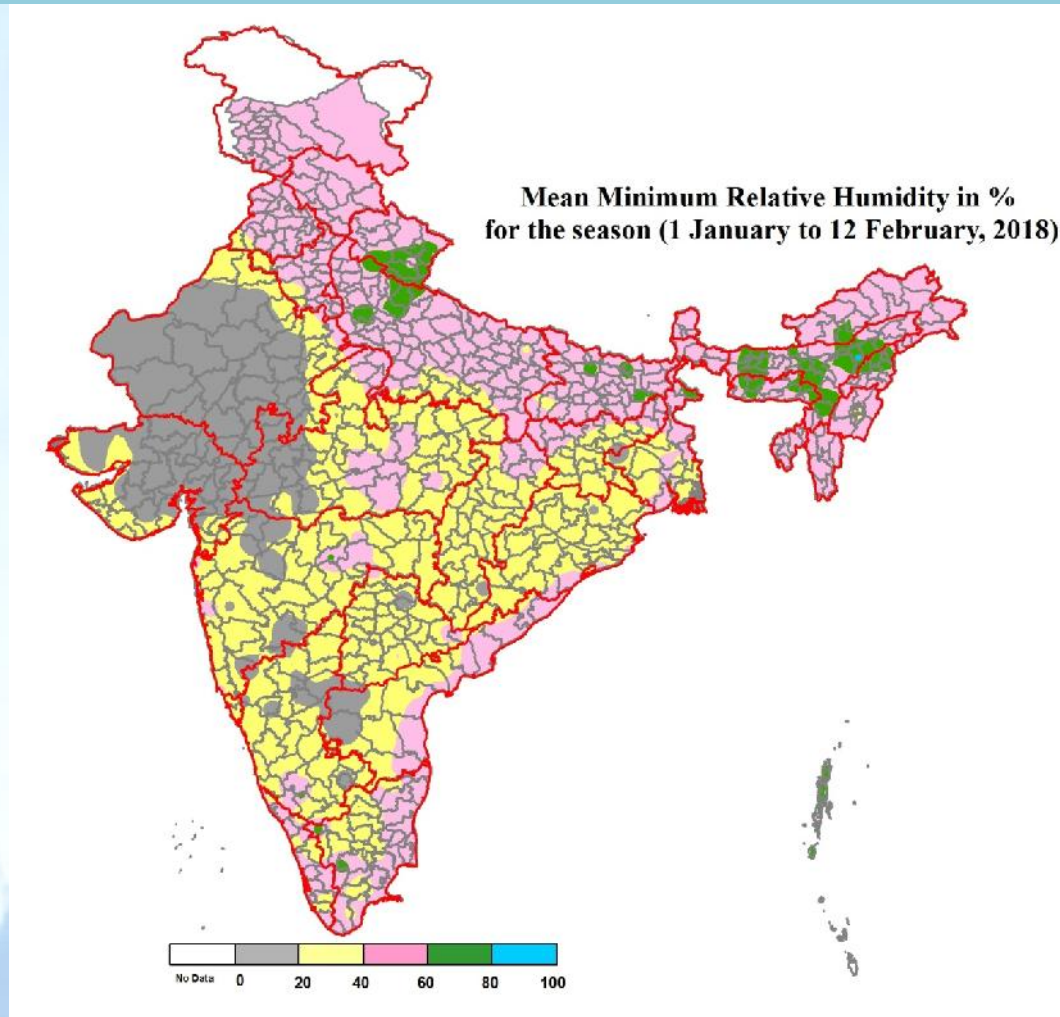 Mean Minimum Relative Humidity in %
for the season (1 January to 12 February, 2018)
No Data 0 20 40 60 80 100